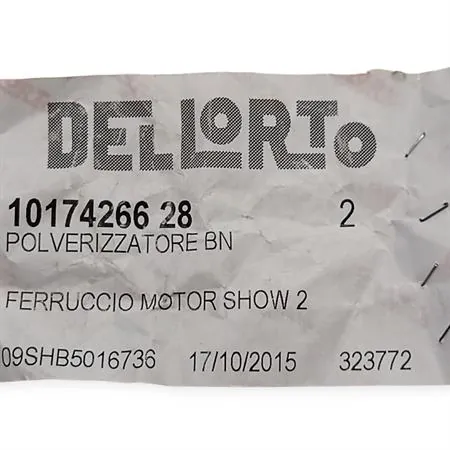 DELLORTO
10174266 28 2
POLVERIZZATORE BN
FERRUCCIO MOTOR SHOW 2
09SHB5016736 17/10/2015 323772